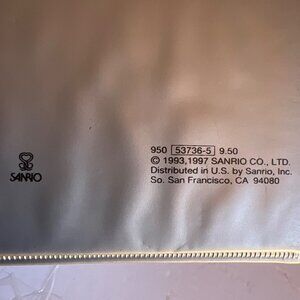 950 53736-5 9.50
© 1993,1997 SANRIO CO., LTD.
Distributed in U.S. by Sanrio, Inc.
So. San Francisco, CA 94080
SANRIO